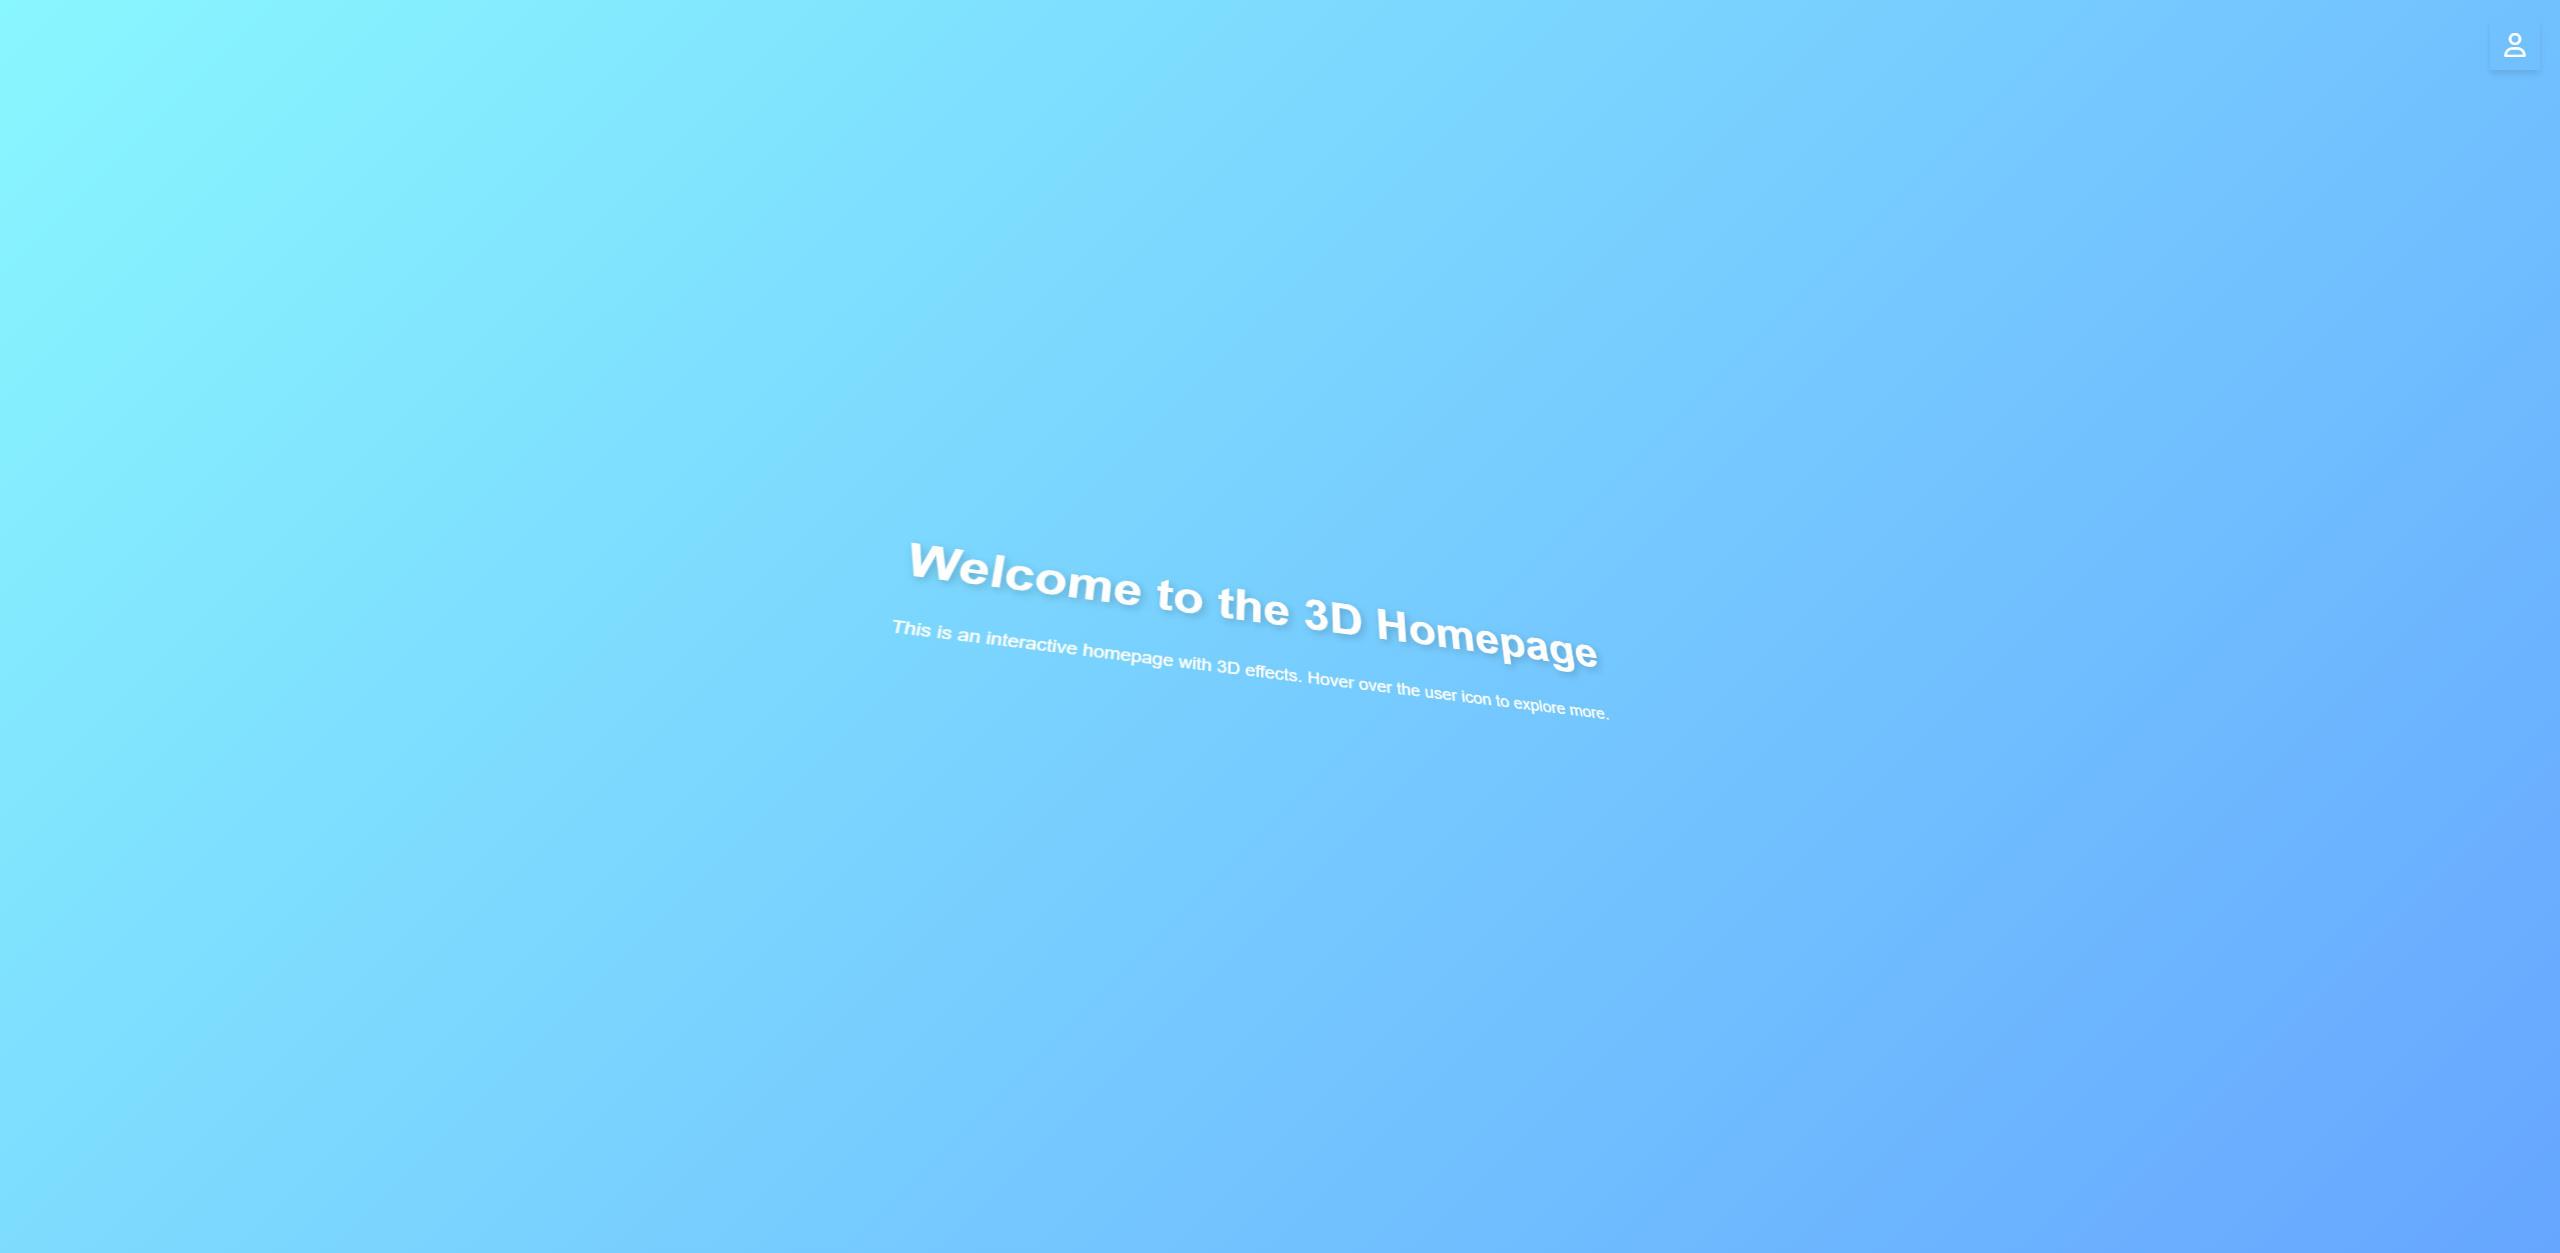 Welcome to the 3D Homepage
This is an interactive homepage with 3D effects. Hover over the user icon to explore more.